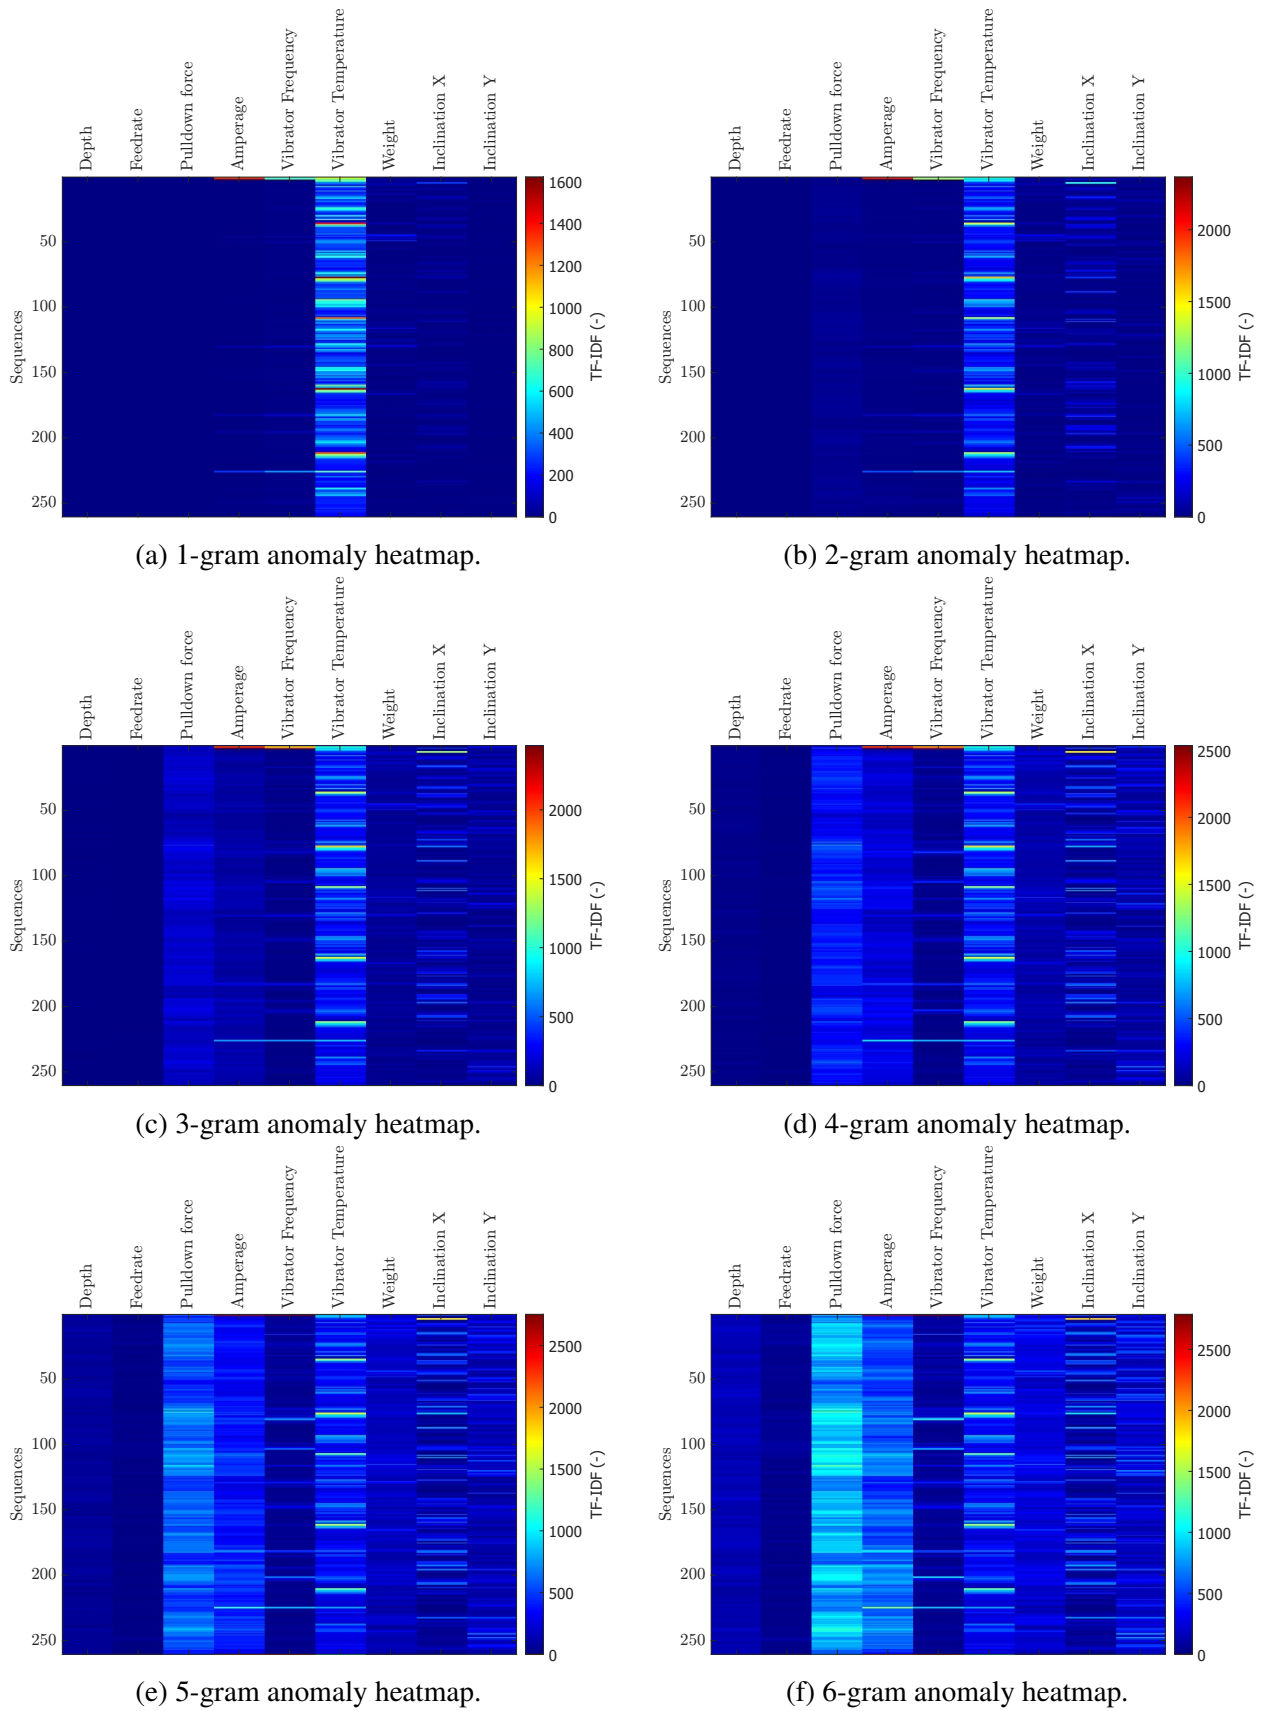 Depth
Feedrate
Pulldown force
Amperage
Vibrator Frequency
Vibrator Temperature
Weight
Inclination X
Inclination Y
Sequences
50
100
150
200
250
1600
1400
1200
1000
800
600
400
200
0
TF-IDF (-)
(a) 1-gram anomaly heatmap.
Depth
Feedrate
Pulldown force
Amperage
Vibrator Frequency
Vibrator Temperature
Weight
Inclination X
Inclination Y
Sequences
50
100
150
200
250
2000
1500
1000
500
0
TF-IDF (-)
(b) 2-gram anomaly heatmap.
Depth
Feedrate
Pulldown force
Amperage
Vibrator Frequency
Vibrator Temperature
Weight
Inclination X
Inclination Y
Sequences
50
100
150
200
250
2000
1500
1000
500
0
TF-IDF (-)
(c) 3-gram anomaly heatmap.
Depth
Feedrate
Pulldown force
Amperage
Vibrator Frequency
Vibrator Temperature
Weight
Inclination X
Inclination Y
Sequences
50
100
150
200
250
2500
2000
1500
1000
500
0
TF-IDF (-)
(d) 4-gram anomaly heatmap.
Depth
Feedrate
Pulldown force
Amperage
Vibrator Frequency
Vibrator Temperature
Weight
Inclination X
Inclination Y
Sequences
50
100
150
200
250
2500
2000
1500
1000
500
0
TF-IDF (-)
(e) 5-gram anomaly heatmap.
Depth
Feedrate
Pulldown force
Amperage
Vibrator Frequency
Vibrator Temperature
Weight
Inclination X
Inclination Y
Sequences
50
100
150
200
250
2500
2000
1500
1000
500
0
TF-IDF (-)
(f) 6-gram anomaly heatmap.